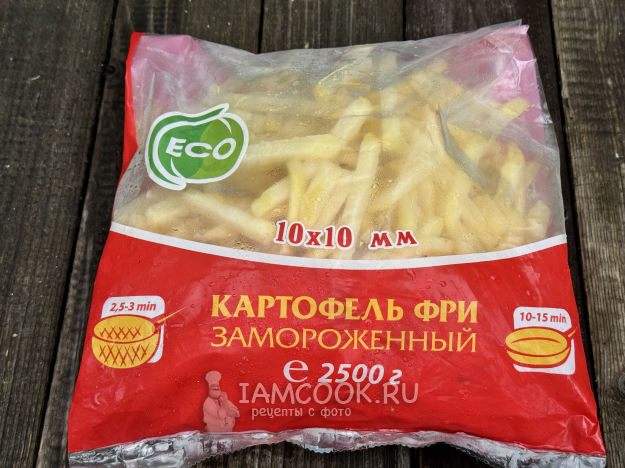 ECO
10x10 мм
2,5-3 min
КАРТОФЕЛЬ ФРИ
10-15 min
ЗАМОРОЖЕННЫЙ
e 2500 г
IAMCOOK.RU
рецепты с фото